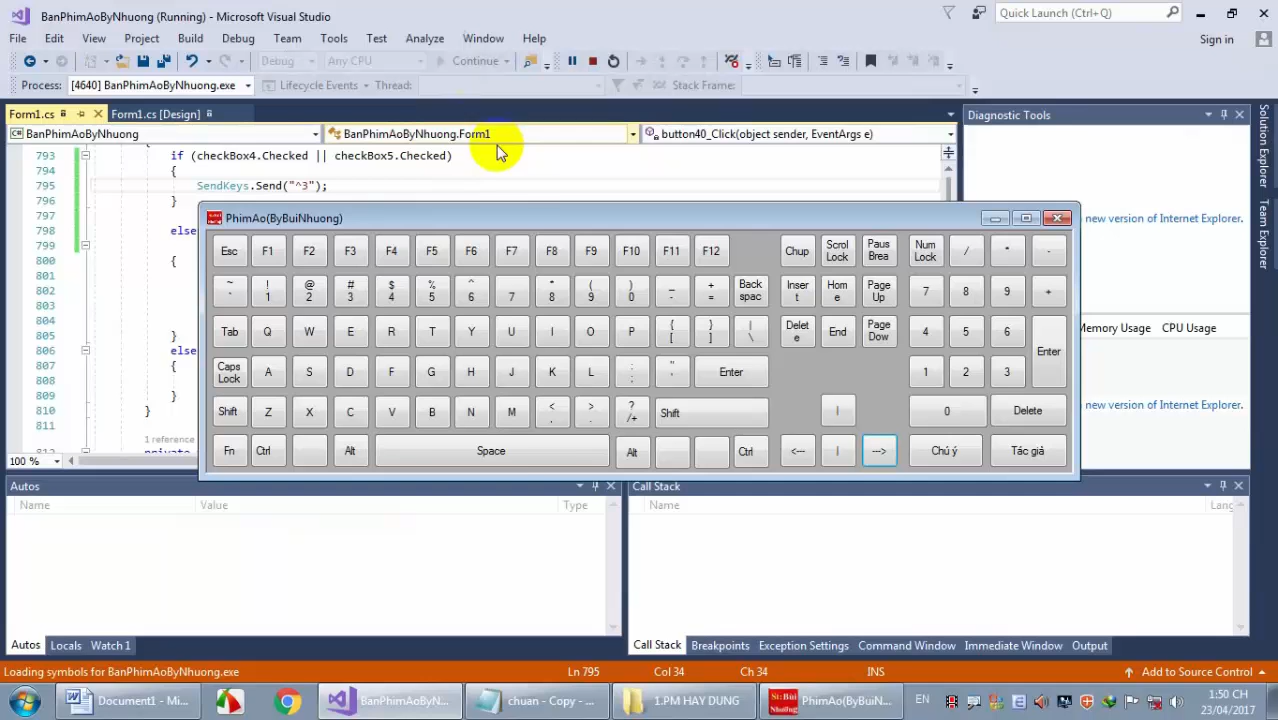 BanPhimAoByNhuong (Running) - Microsoft Visual Studio
Quick Launch (Ctrl+Q)
File Edit View Project Build Debug Team Tools Test Analyze Window Help
Sign in
Debug Any CPU Continue
Process: [4640] BanPhimAoByNhuong.exe Lifecycle Events Thread: Stack Frame:
Form1.cs Form1.cs [Design]
Diagnostic Tools
BanPhimAoByNhuong BanPhimAoByNhuong.Form1 button40_Click(object sender, EventArgs e)
793 if (checkBox4.Checked || checkBox5.Checked)
794 {
795 SendKeys.Send("^3");
796 }
797 else
798
799
800 {
801
802
803
804
805 }
806 else
807 {
808
809 }
810 }
811
1 reference
100 %
Solution Explorer
Team Explorer
new version of Internet Explorer.
Memory Usage CPU Usage
new version of Internet Explorer.
PhimAo(ByBuiNhuong)
Esc F1 F2 F3 F4 F5 F6 F7 F8 F9 F10 F11 F12 Chup Scrol Lock Paus Brea Num Lock / * -
~ - ! 1 @ 2 # 3 $ 4 % 5 ^ 6 7 * 8 ( 9 ) 0 _ - + = Back spac Inser t Hom e Page Up 7 8 9 +
Tab Q W E R T Y U I O P { [ } ] | \ Delet e End Page Dow 4 5 6 Enter
Caps Lock A S D F G H J K L : ; " ' Enter 1 2 3
Shift Z X C V B N M < , > . ? /+ Shift | 0 Delete
Fn Ctrl Alt Space Alt Ctrl <--- | ---> Chú ý Tác giả
Autos
Name Value Type
Call Stack
Name Lang
Autos Locals Watch 1
Call Stack Breakpoints Exception Settings Command Window Immediate Window Output
Loading symbols for BanPhimAoByNhuong.exe Ln 795 Col 34 Ch 34 INS Add to Source Control
Document1 - Mi... BanPhimAoByN... chuan - Copy - ... 1.PM HAY DUNG PhimAo(ByBuiN... EN
1:50 CH
23/04/2017